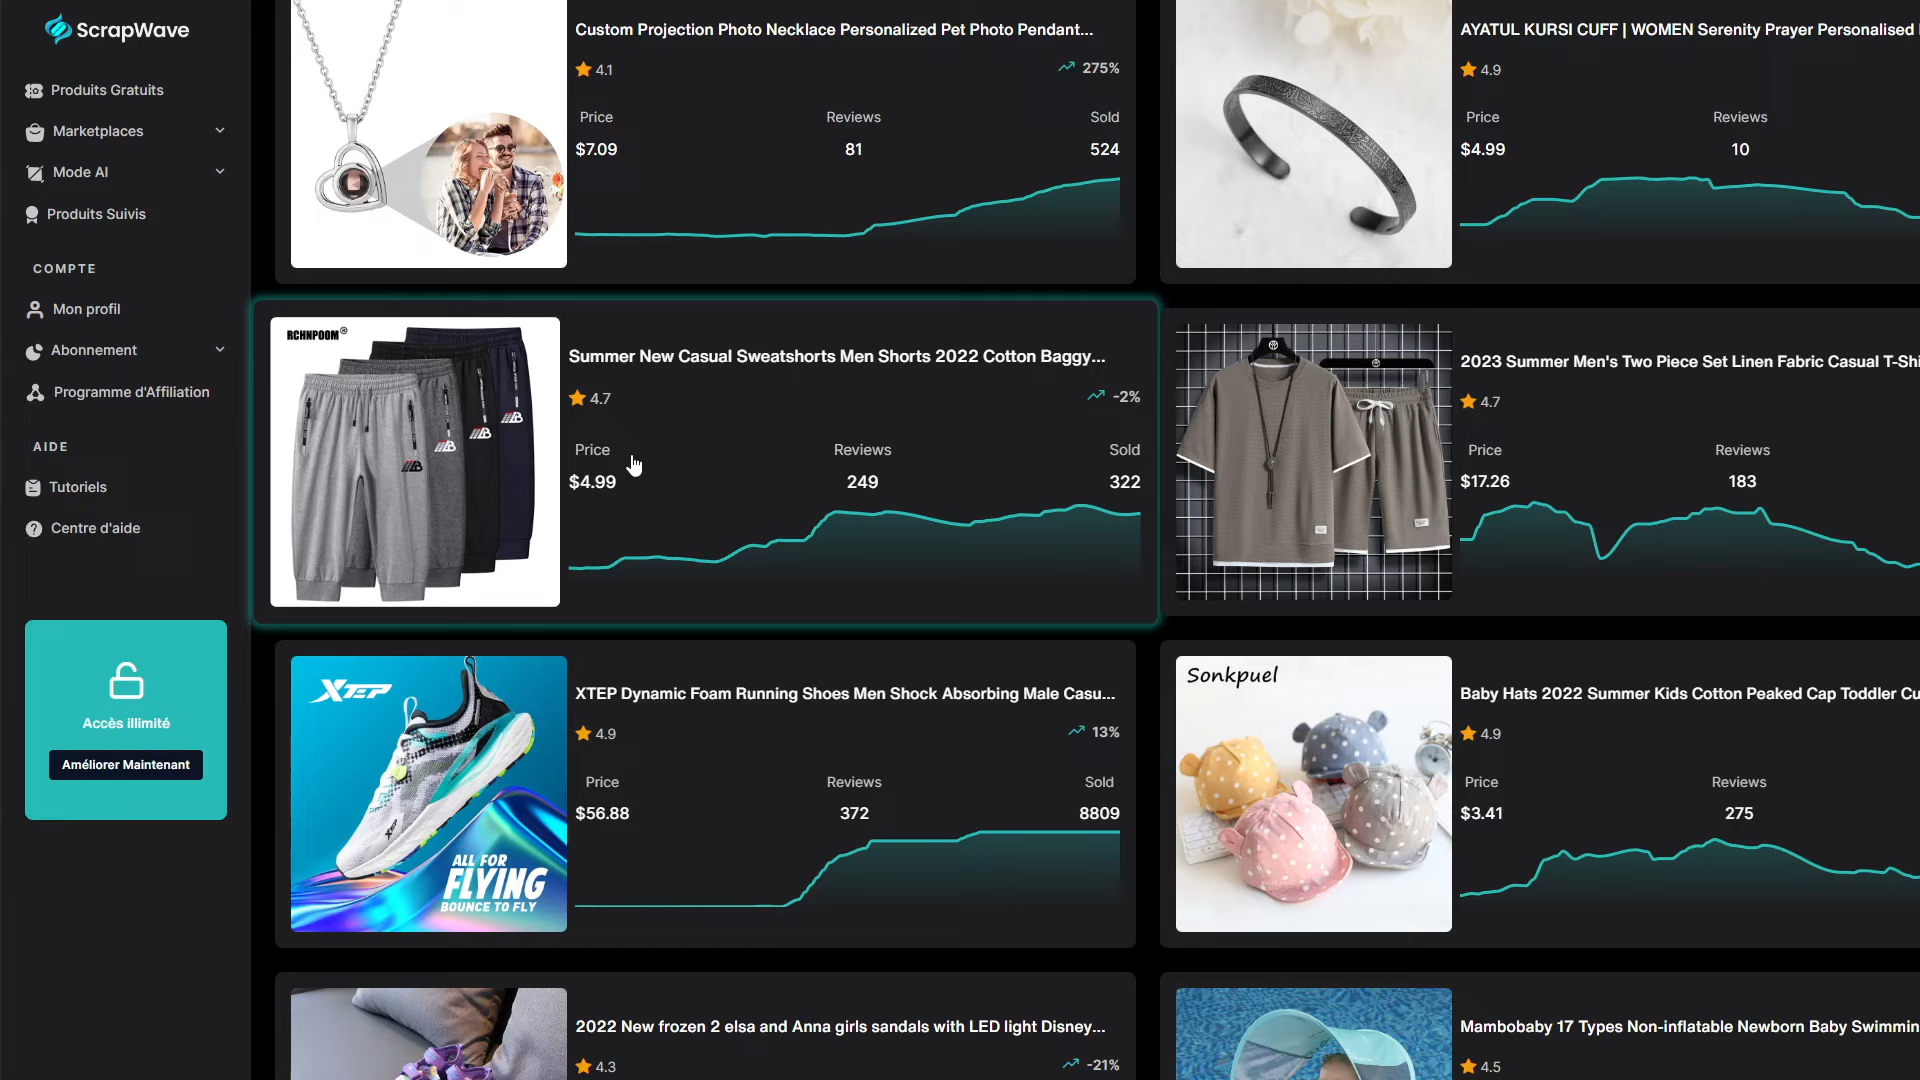 ScrapWave
Produits Gratuits
Marketplaces
Mode AI
Produits Suivis
COMPTE
Mon profil
Abonnement
Programme d'Affiliation
AIDE
Tutoriels
Centre d'aide
Accès illimité
Améliorer Maintenant
Custom Projection Photo Necklace Personalized Pet Photo Pendant...
4.1
275%
Price Reviews Sold
$7.09 81 524
AYATUL KURSI CUFF | WOMEN Serenity Prayer Personalised
4.9
Price Reviews
$4.99 10
RCHNPOOM®
Summer New Casual Sweatshorts Men Shorts 2022 Cotton Baggy...
4.7
-2%
Price Reviews Sold
$4.99 249 322
2023 Summer Men's Two Piece Set Linen Fabric Casual T-Shi
4.7
Price Reviews
$17.26 183
XTEP
ALL FOR
FLYING
BOUNCE TO FLY
XTEP Dynamic Foam Running Shoes Men Shock Absorbing Male Casu...
4.9
13%
Price Reviews Sold
$56.88 372 8809
Sonkpuel
Baby Hats 2022 Summer Kids Cotton Peaked Cap Toddler Cu
4.9
Price Reviews
$3.41 275
2022 New frozen 2 elsa and Anna girls sandals with LED light Disney...
4.3
-21%
Mambobaby 17 Types Non-inflatable Newborn Baby Swimmin
4.5